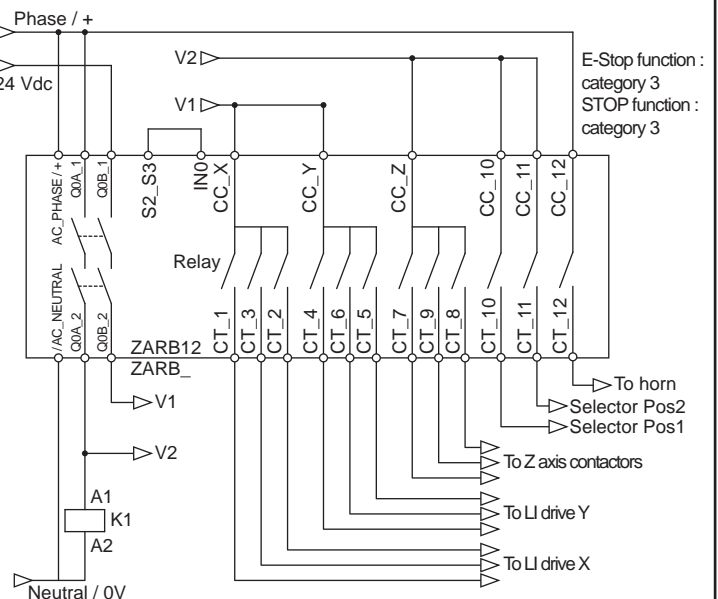 Phase / +
24 Vdc
V2
V1
E-Stop function :
category 3
STOP function :
category 3
AC_PHASE / +
Q0A_1
Q0B_1
S2_S3
IN0
CC_X
CC_Y
CC_Z
CC_10
CC_11
CC_12
Relay
/AC_NEUTRAL
Q0A_2
Q0B_2
CT_1
CT_3
CT_2
CT_4
CT_6
CT_5
CT_7
CT_9
CT_8
CT_10
CT_11
CT_12
ZARB12
ZARB_
V1
V2
To horn
Selector Pos2
Selector Pos1
To Z axis contactors
To LI drive Y
To LI drive X
A1
K1
A2
Neutral / 0V